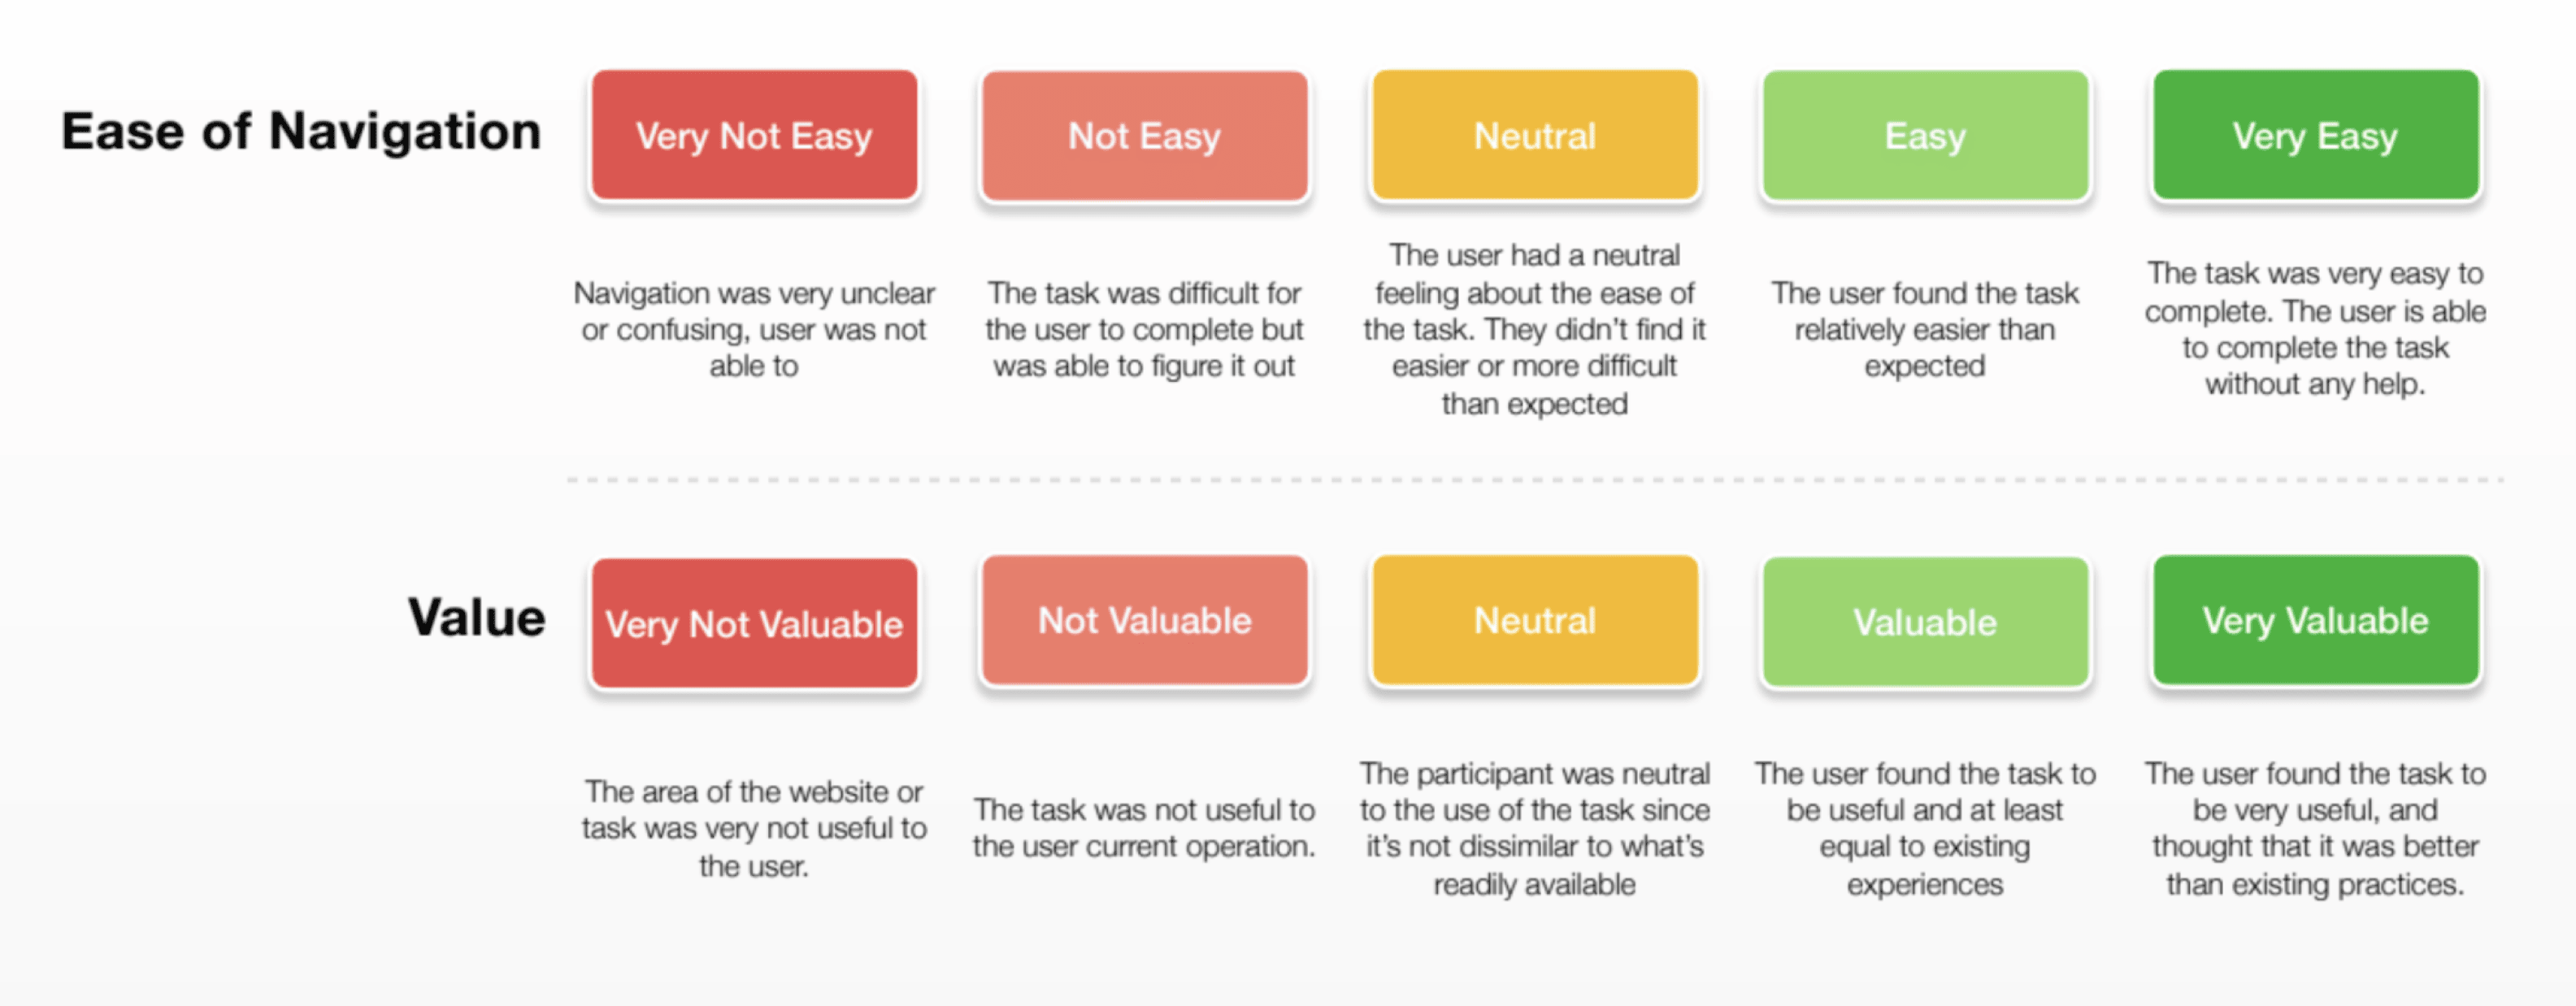 Ease of Navigation
Very Not Easy
Navigation was very unclear
or confusing, user was not
able to
Not Easy
The task was difficult for
the user to complete but
was able to figure it out
Neutral
The user had a neutral
feeling about the ease of
the task. They didn't find it
easier or more difficult
than expected
Easy
The user found the task
relatively easier than
expected
Very Easy
The task was very easy to
complete. The user is able
to complete the task
without any help.
Value
Very Not Valuable
The area of the website or
task was very not useful to
the user.
Not Valuable
The task was not useful to
the user current operation.
Neutral
The participant was neutral
to the use of the task since
it's not dissimilar to what's
readily available
Valuable
The user found the task to
be useful and at least
equal to existing
experiences
Very Valuable
The user found the task to
be very useful, and
thought that it was better
than existing practices.